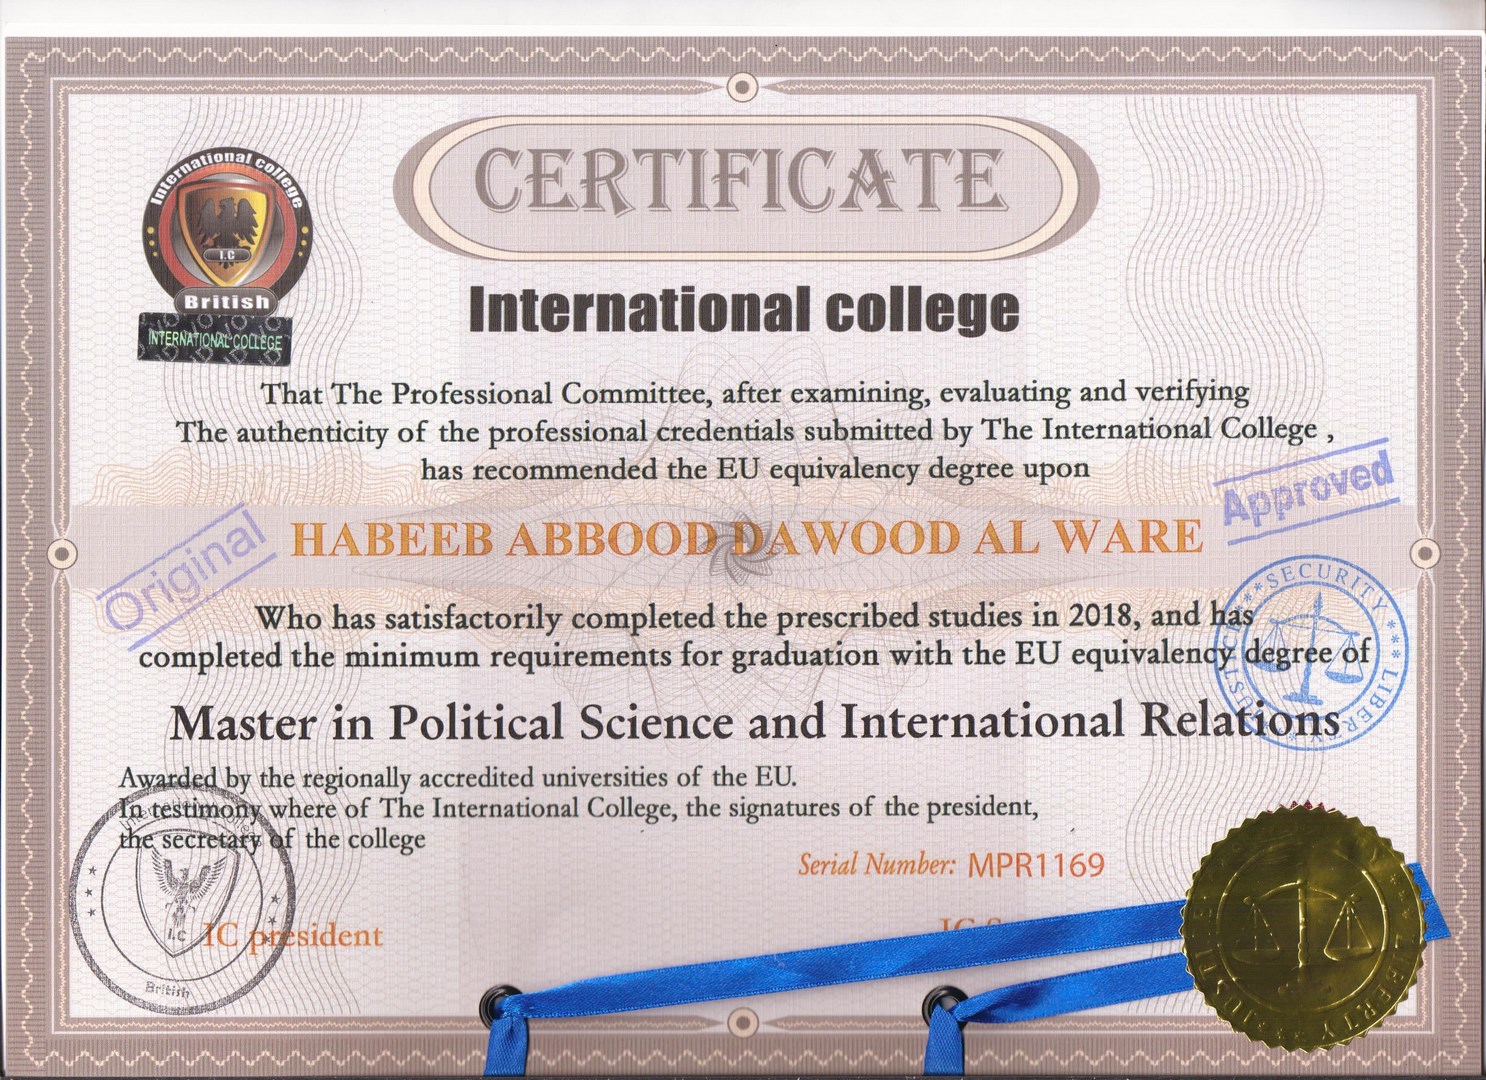 International college
I.C
British
INTERNATIONAL COLLEGE
CERTIFICATE
International college
That The Professional Committee, after examining, evaluating and verifying
The authenticity of the professional credentials submitted by The International College ,
has recommended the EU equivalency degree upon
Approved
Original
HABEEB ABBOOD DAWOOD AL WARE
Who has satisfactorily completed the prescribed studies in 2018, and has
completed the minimum requirements for graduation with the EU equivalency degree of
SECURITY *** LIBERTY *** JUSTICE ***
Master in Political Science and International Relations
Awarded by the regionally accredited universities of the EU.
In testimony where of The International College, the signatures of the president,
the secretary of the college
Serial Number: MPR1169
IC president
IC
International College
I.C
British
LIBERTY
JUSTICE